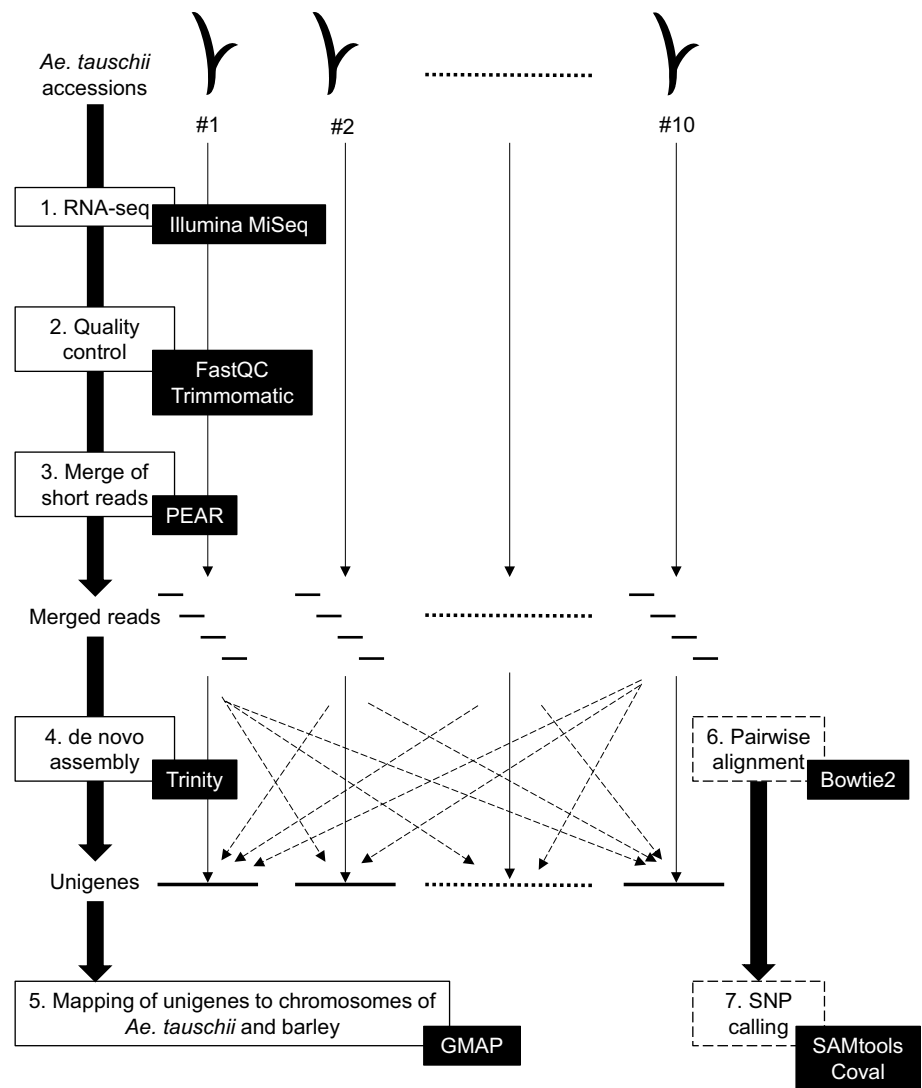 Ae. tauschii
accessions
#1
#2
#10
1. RNA-seq
Illumina MiSeq
2. Quality
control
FastQC
Trimmomatic
3. Merge of
short reads
PEAR
Merged reads
4. de novo
assembly
Trinity
6. Pairwise
alignment
Bowtie2
Unigenes
5. Mapping of unigenes to chromosomes of
Ae. tauschii and barley
GMAP
7. SNP
calling
SAMtools
Coval